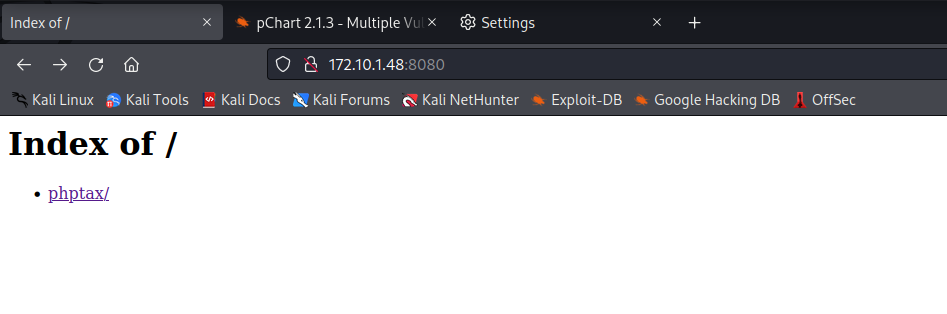 Index of /
pChart 2.1.3 - Multiple Vul
Settings
172.10.1.48:8080
Kali Linux Kali Tools Kali Docs Kali Forums Kali NetHunter Exploit-DB Google Hacking DB OffSec
Index of /
• phptax/